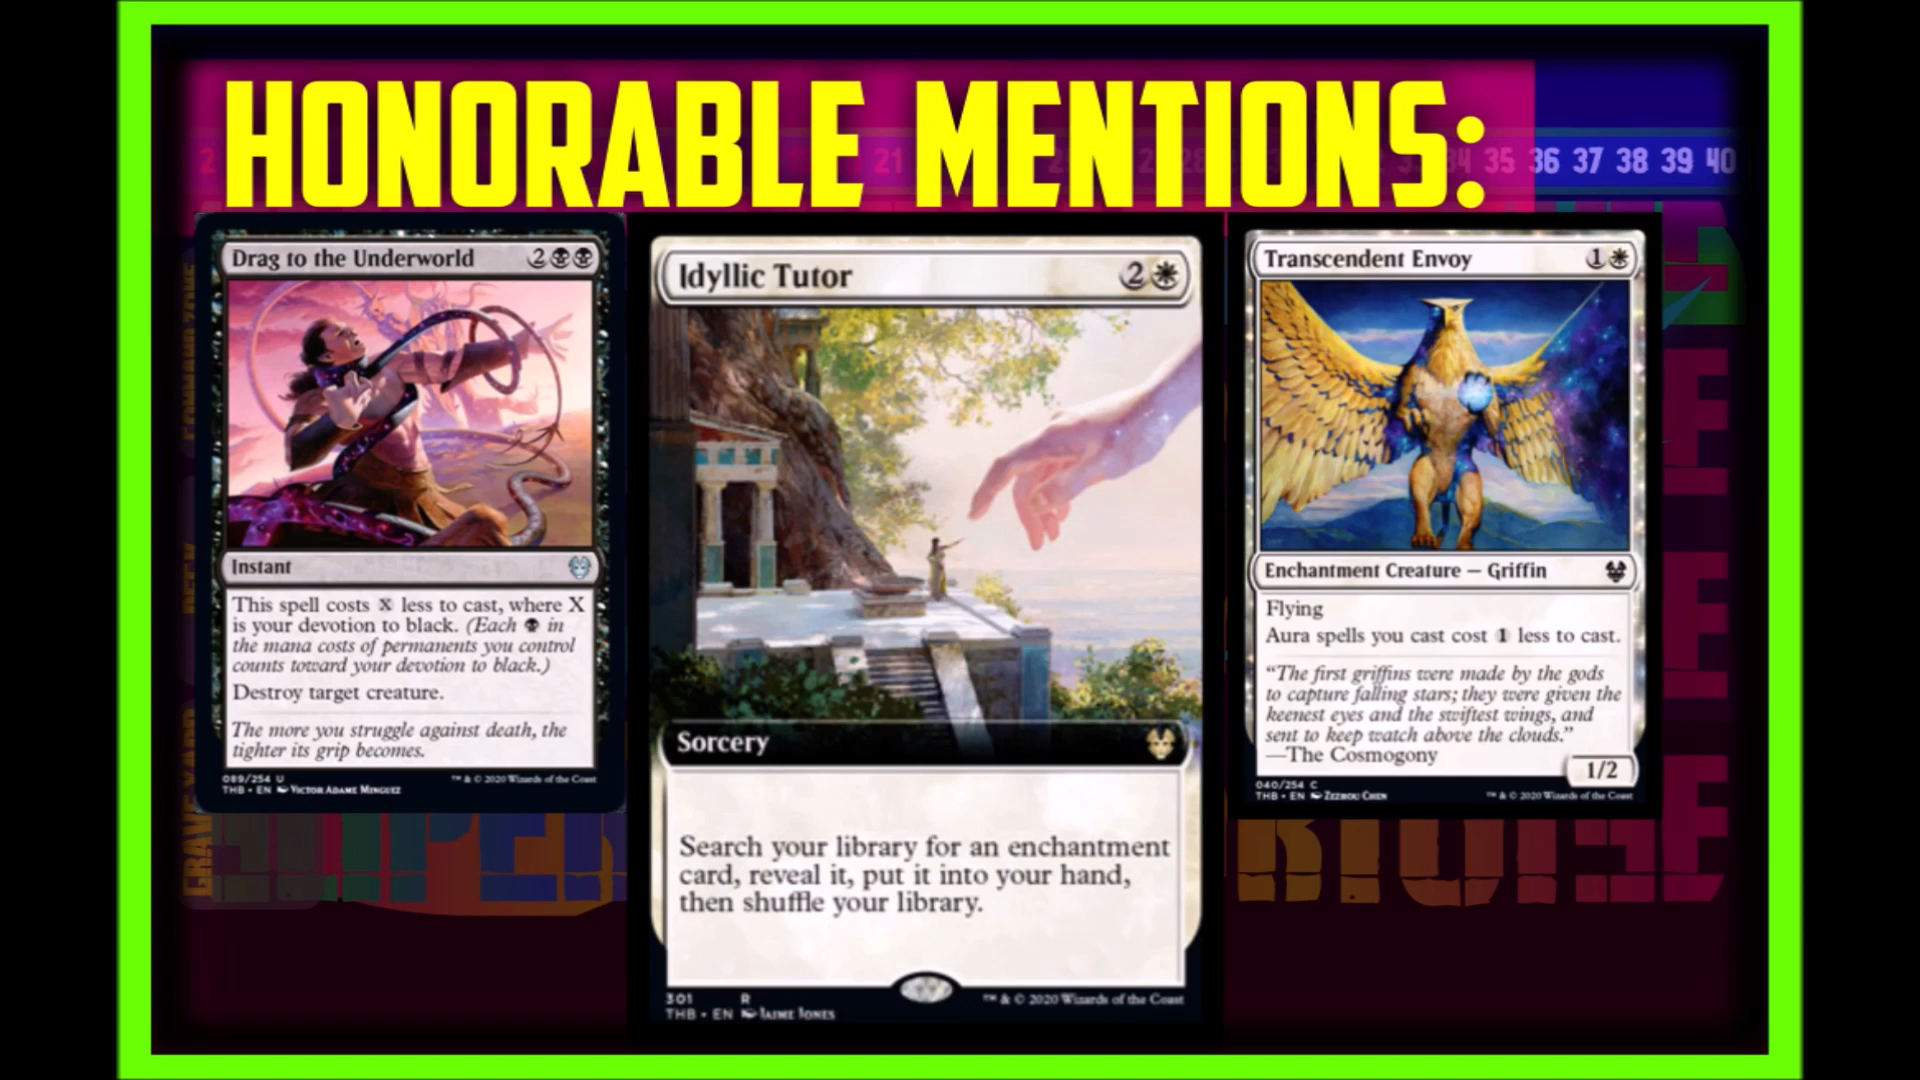 HONORABLE MENTIONS:
2 21 34 35 36 37 38 39 40
Drag to the Underworld 2
Instant
This spell costs X less to cast, where X
is your devotion to black. (Each in
the mana costs of permanents you control
counts toward your devotion to black.)
Destroy target creature.
The more you struggle against death, the
tighter its grip becomes.
089/254 U
THB • EN Victor Adame Minguez
™ & © 2020 Wizards of the Coast
Idyllic Tutor 2
Sorcery
Search your library for an enchantment
card, reveal it, put it into your hand,
then shuffle your library.
301 R
THB • EN Jaime Jones
™ & © 2020 Wizards of the Coast
Transcendent Envoy 1
Enchantment Creature — Griffin
Flying
Aura spells you cast cost 1 less to cast.
“The first griffins were made by the gods
to capture falling stars; they were given the
keenest eyes and the swiftest wings, and
sent to keep watch above the clouds.”
—The Cosmogony
1/2
040/254 C
THB • EN Zezhou Chen
™ & © 2020 Wizards of the Coast